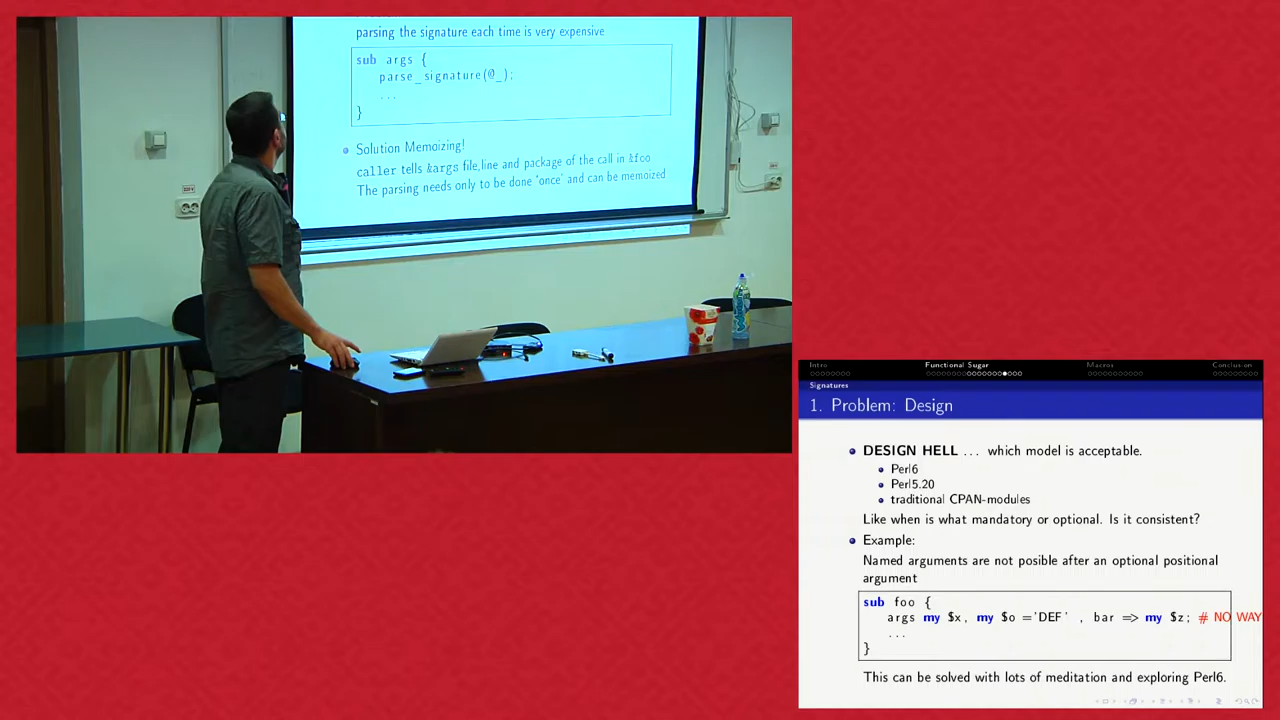 parsing the signature each time is very expensive
sub args {
parse_signature(@_);
...
}
Solution Memoizing!
caller tells &args file,line and package of the call in &foo
The parsing needs only to be done 'once' and can be memoized
Intro Functional Sugar Macros Conclusion
Signatures
1. Problem: Design
DESIGN HELL ... which model is acceptable.
Perl6
Perl5.20
traditional CPAN-modules
Like when is what mandatory or optional. Is it consistent?
Example:
Named arguments are not posible after an optional positional
argument
sub foo {
args my $x, my $o ='DEF' , bar => my $z; # NO WAY
...
}
This can be solved with lots of meditation and exploring Perl6.